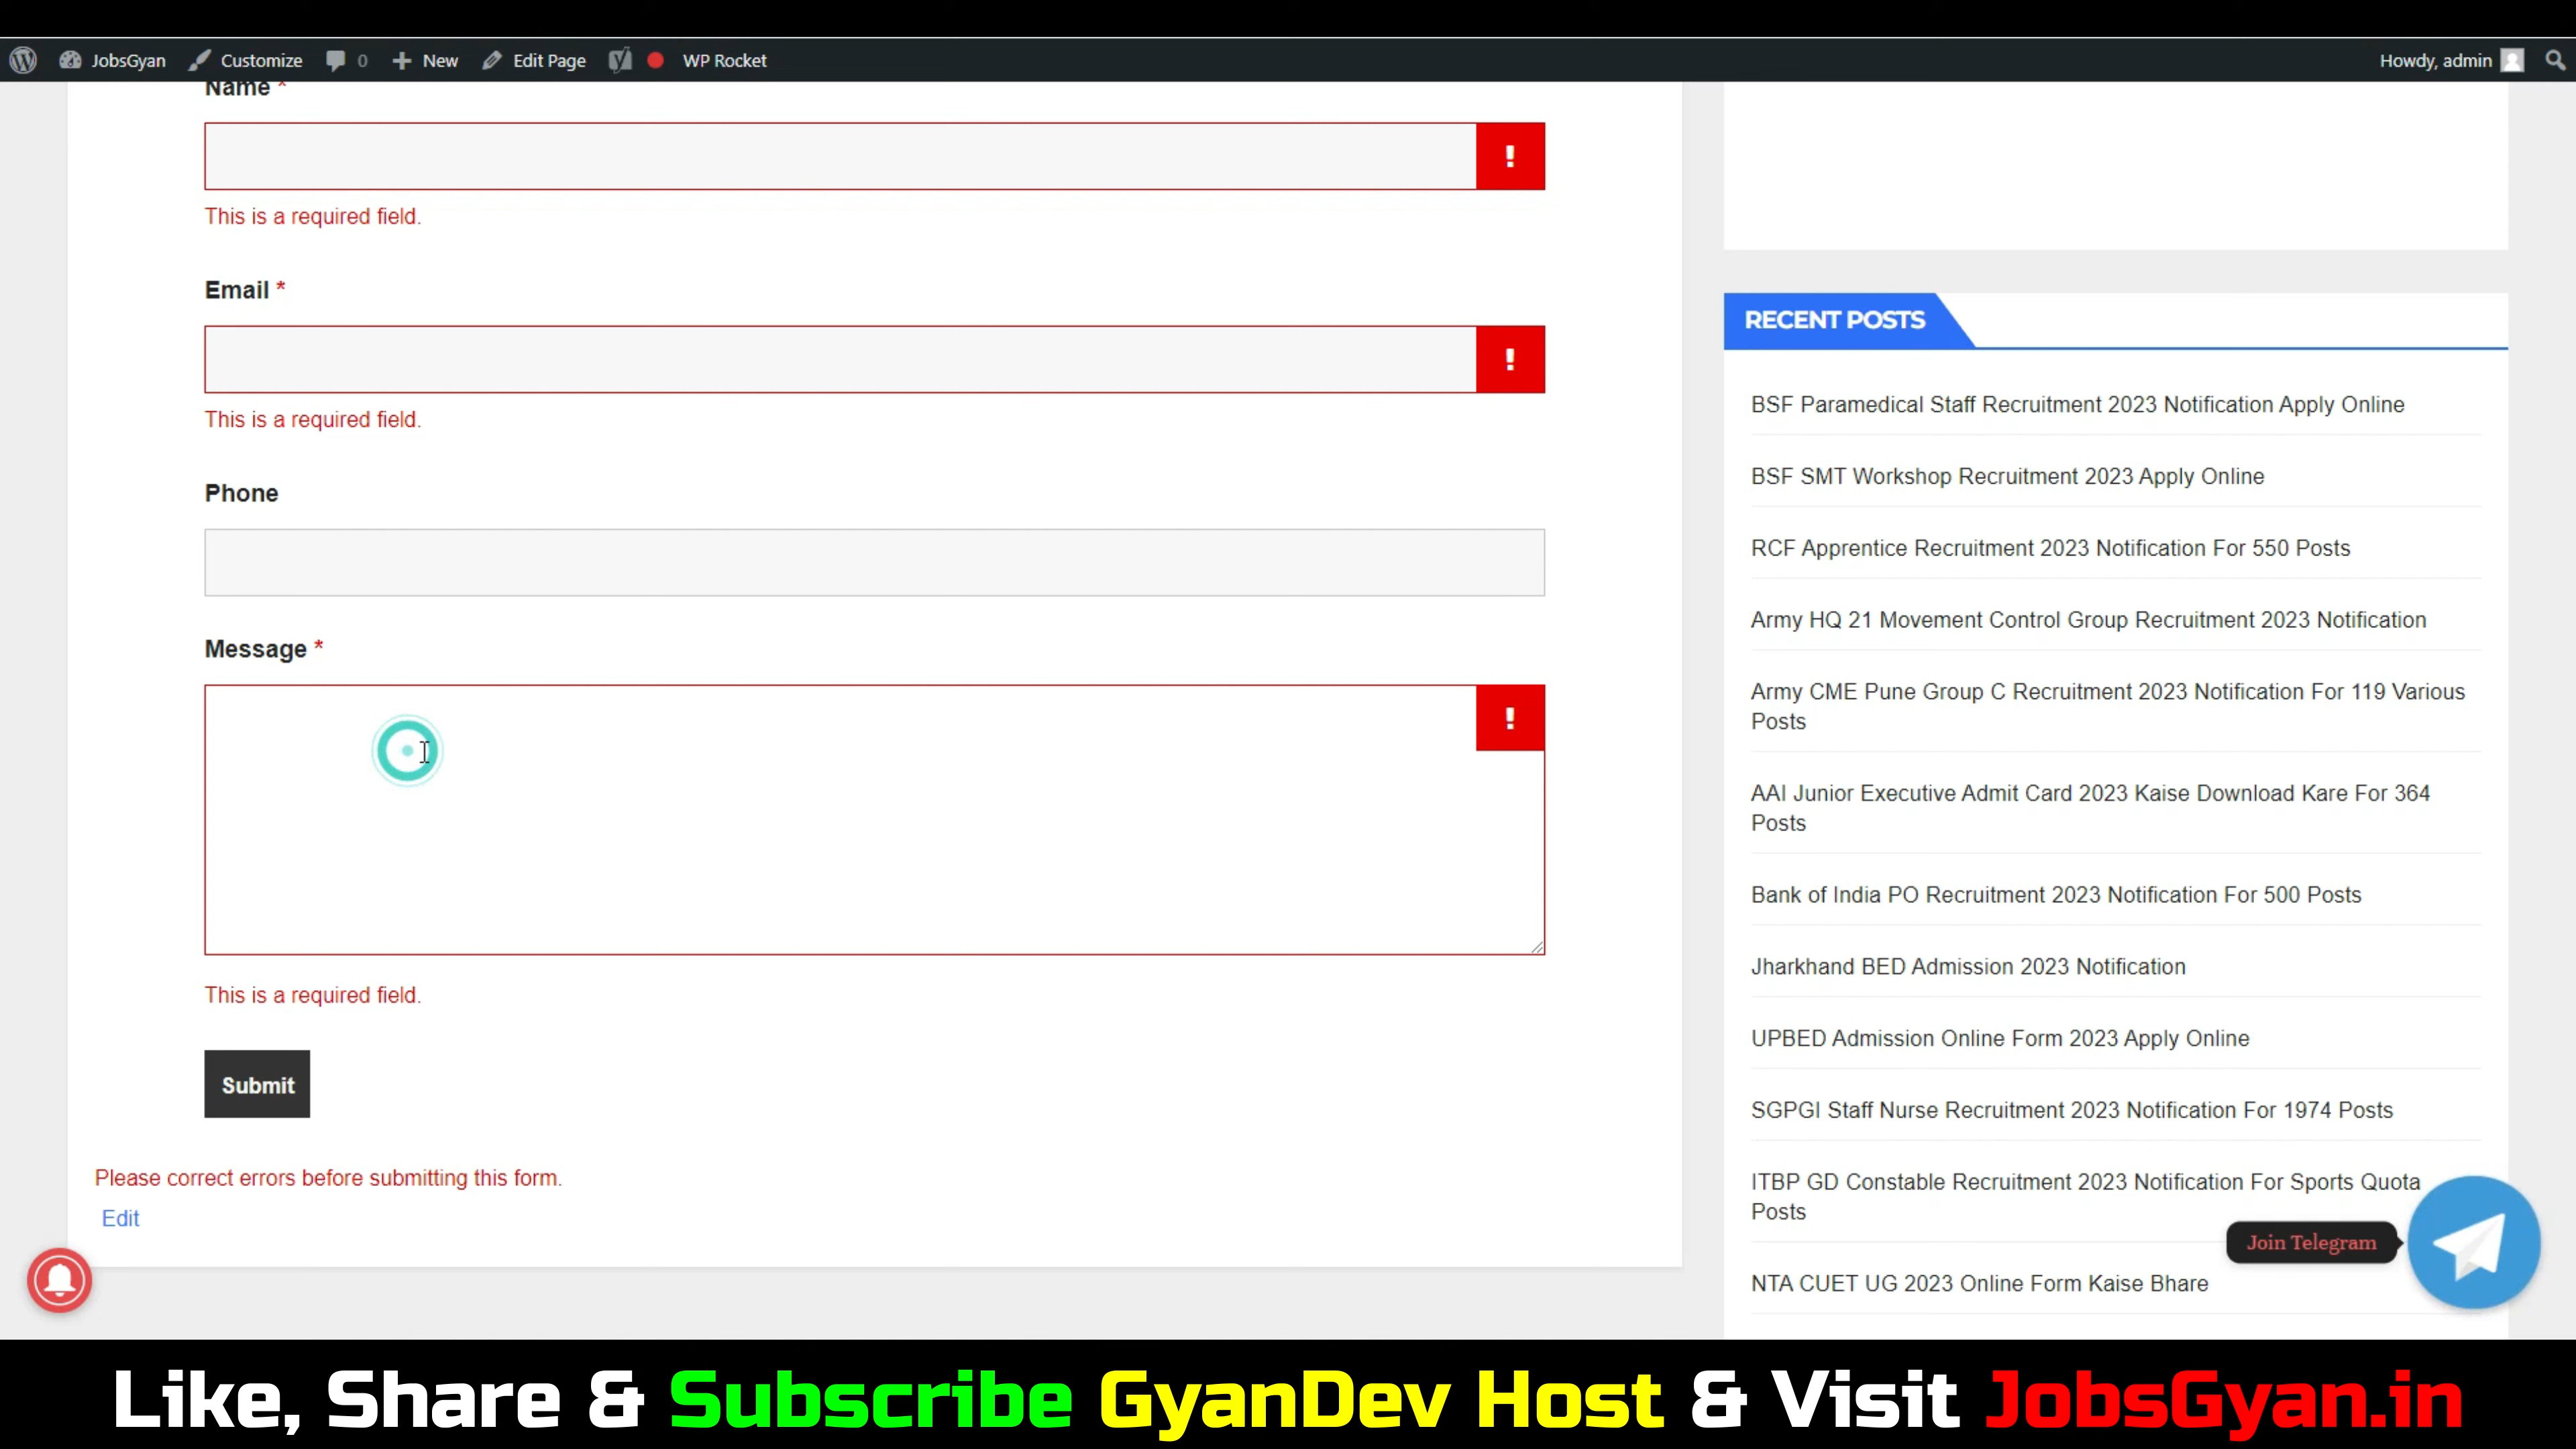 JobsGyan Customize 0 New Edit Page WP Rocket Howdy, admin
Name *
!
This is a required field.
Email *
!
This is a required field.
Phone
Message *
!
This is a required field.
Submit
Please correct errors before submitting this form.
Edit
RECENT POSTS
BSF Paramedical Staff Recruitment 2023 Notification Apply Online
BSF SMT Workshop Recruitment 2023 Apply Online
RCF Apprentice Recruitment 2023 Notification For 550 Posts
Army HQ 21 Movement Control Group Recruitment 2023 Notification
Army CME Pune Group C Recruitment 2023 Notification For 119 Various
Posts
AAI Junior Executive Admit Card 2023 Kaise Download Kare For 364
Posts
Bank of India PO Recruitment 2023 Notification For 500 Posts
Jharkhand BED Admission 2023 Notification
UPBED Admission Online Form 2023 Apply Online
SGPGI Staff Nurse Recruitment 2023 Notification For 1974 Posts
ITBP GD Constable Recruitment 2023 Notification For Sports Quota
Posts
Join Telegram
NTA CUET UG 2023 Online Form Kaise Bhare
Like, Share & Subscribe GyanDev Host & Visit JobsGyan.in